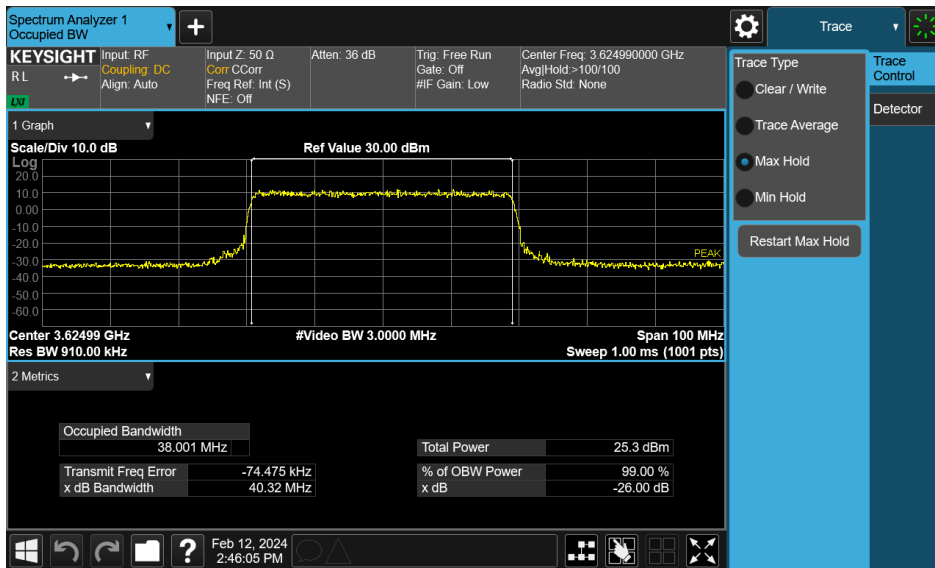 Spectrum Analyzer 1
Occupied BW
+
Trace
KEYSIGHT
R L
LXI
Input: RF
Coupling: DC
Align: Auto
Input Z: 50 Ω
Corr CCorr
Freq Ref: Int (S)
NFE: Off
Atten: 36 dB
Trig: Free Run
Gate: Off
#IF Gain: Low
Center Freq: 3.624990000 GHz
Avg|Hold:>100/100
Radio Std: None
Trace Type
Clear / Write
Trace Average
Max Hold
Min Hold
Restart Max Hold
Trace
Control
Detector
1 Graph
Scale/Div 10.0 dB
Ref Value 30.00 dBm
Log
20.0
10.0
0.00
-10.0
-20.0
-30.0
-40.0
-50.0
-60.0
PEAK
Center 3.62499 GHz
#Video BW 3.0000 MHz
Span 100 MHz
Res BW 910.00 kHz
Sweep 1.00 ms (1001 pts)
2 Metrics
Occupied Bandwidth
38.001 MHz
Total Power 25.3 dBm
Transmit Freq Error -74.475 kHz
% of OBW Power 99.00 %
x dB Bandwidth 40.32 MHz
x dB -26.00 dB
?
Feb 12, 2024
2:46:05 PM